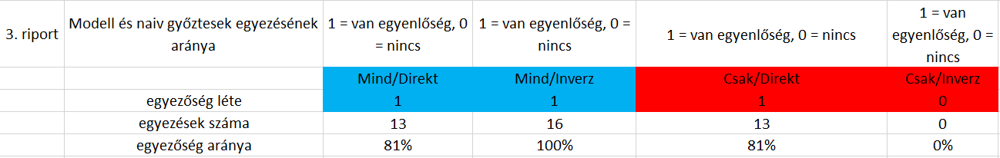 3. riport Modell és naiv győztesek egyezésének aránya 1 = van egyenlőség, 0 = nincs 1 = van egyenlőség, 0 = nincs 1 = van egyenlőség, 0 = nincs 1 = van egyenlőség, 0 = nincs
Mind/Direkt Mind/Inverz Csak/Direkt Csak/Inverz
egyezőség léte 1 1 1 0
egyezések száma 13 16 13 0
egyezőség aránya 81% 100% 81% 0%